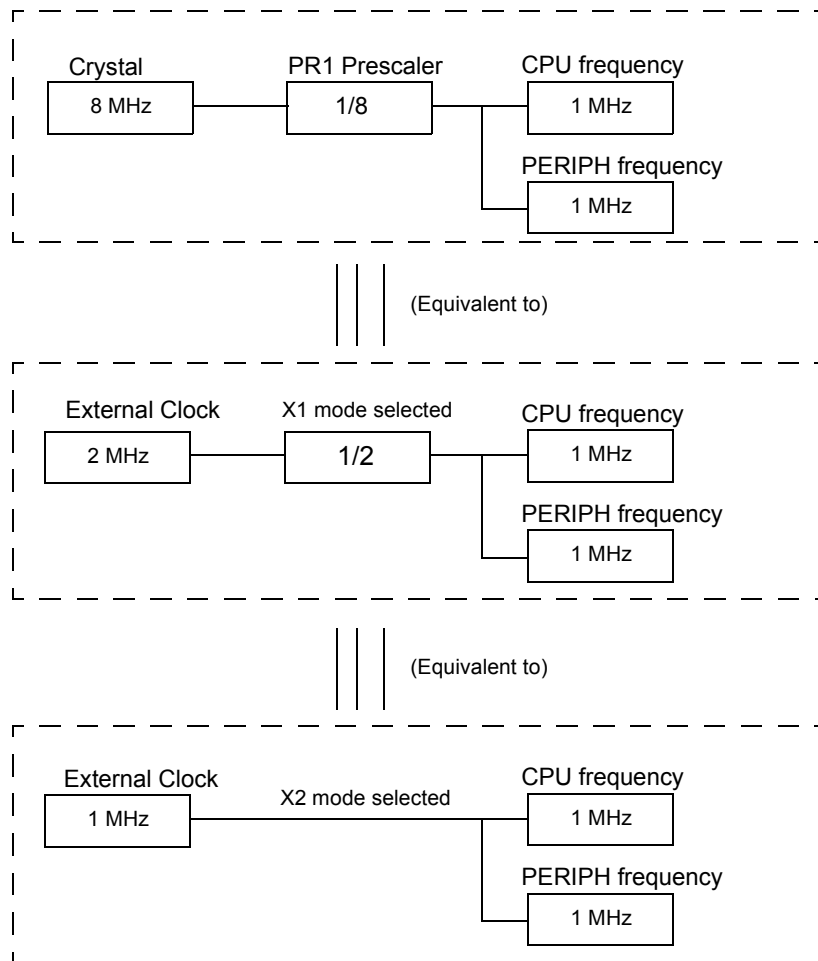 Crystal
PR1 Prescaler
CPU frequency
8 MHz
1/8
1 MHz
PERIPH frequency
1 MHz
(Equivalent to)
External Clock
X1 mode selected
CPU frequency
2 MHz
1/2
1 MHz
PERIPH frequency
1 MHz
(Equivalent to)
External Clock
X2 mode selected
CPU frequency
1 MHz
1 MHz
PERIPH frequency
1 MHz